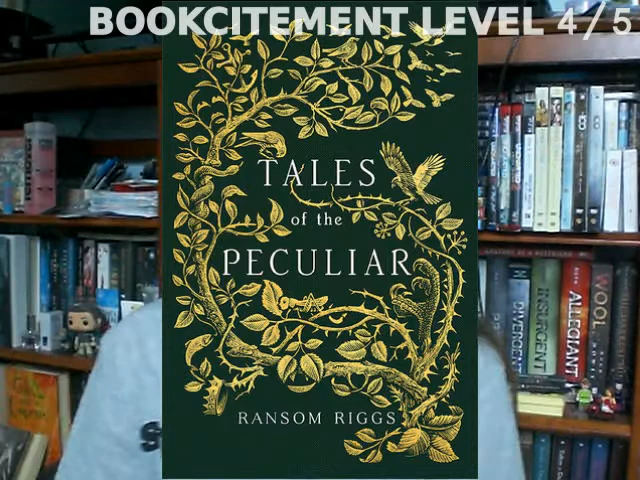 BOOKCITEMENT LEVEL 4/5
TALES
of the
PECULIAR
RANSOM RIGGS
DIVERGENT
INSURGENT
ALLEGIANT
WOOL